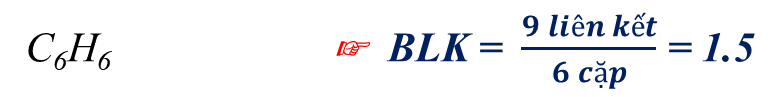 C₆H₆ ☞ BLK = 9 liên kết / 6 cặp = 1.5